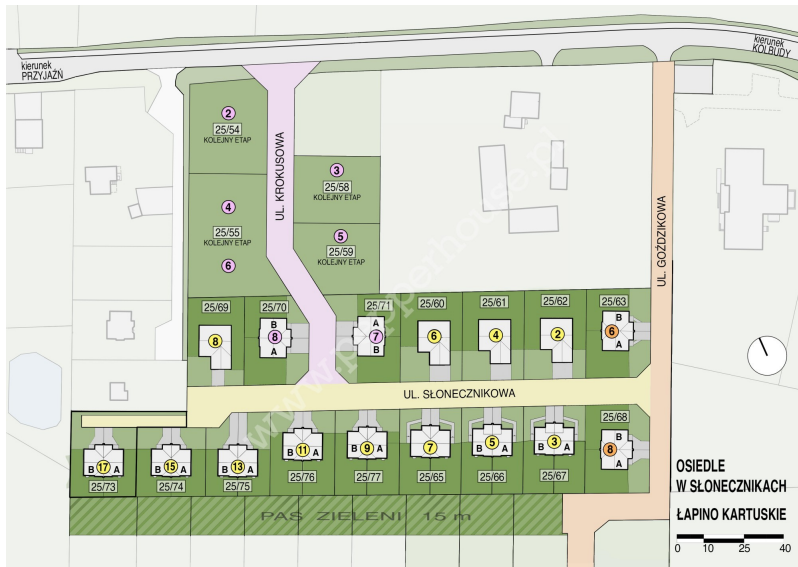 kierunek
PRZYJAŹŃ
kierunek
KOLBUDY
2
25/54
KOLEJNY ETAP
UL. KROKUSOWA
3
25/58
KOLEJNY ETAP
4
25/55
KOLEJNY ETAP
6
5
25/59
KOLEJNY ETAP
UL. GOŹDZIKOWA
25/69
25/70
25/71
25/60
25/61
25/62
25/63
8
B
8
A
A
7
B
6
4
2
B
6
A
UL. SŁONECZNIKOWA
25/68
B
8
A
B 17 A
B 15 A
B 13 A
B 11 A
B 9 A
7
B 5 A
B 3 A
25/73
25/74
25/75
25/76
25/77
25/65
25/66
25/67
PAS ZIELENI 15 m
OSIEDLE
W SŁONECZNIKACH
ŁAPINO KARTUSKIE
0 10 25 40